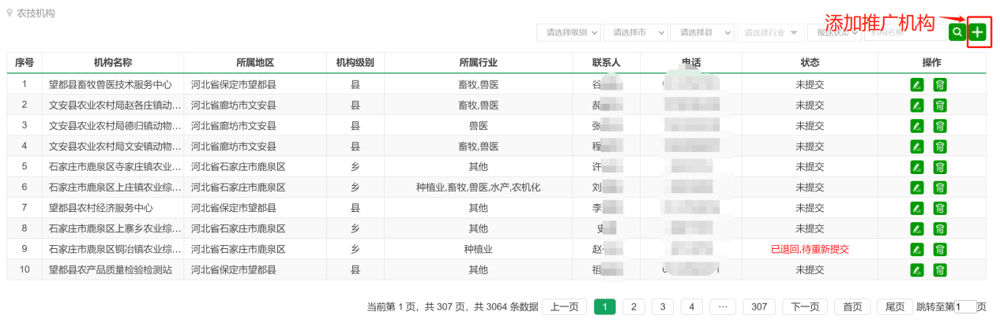 农技机构
添加推广机构
请选择级别 请选择市 请选择县 请选择行业 报送状态 机构名称
序号 机构名称 所属地区 机构级别 所属行业 联系人 电话 状态 操作
1 望都县畜牧兽医技术服务中心 河北省保定市望都县 县 畜牧,兽医 谷 未提交
2 文安县农业农村局赵各庄镇动... 河北省廊坊市文安县 县 畜牧,兽医 郝 未提交
3 文安县农业农村局德归镇动物... 河北省廊坊市文安县 县 兽医 张 未提交
4 文安县农业农村局文安镇动物... 河北省廊坊市文安县 县 畜牧,兽医 程 未提交
5 石家庄市鹿泉区寺家庄镇农业... 河北省石家庄市鹿泉区 乡 其他 许 未提交
6 石家庄市鹿泉区上庄镇农业综... 河北省石家庄市鹿泉区 乡 种植业,畜牧,兽医,水产,农机化 刘 未提交
7 望都县农村经济服务中心 河北省保定市望都县 县 其他 李 未提交
8 石家庄市鹿泉区上寨乡农业综... 河北省石家庄市鹿泉区 乡 其他 史 未提交
9 石家庄市鹿泉区铜冶镇农业综... 河北省石家庄市鹿泉区 乡 种植业 赵 已退回,待重新提交
10 望都县农产品质量检验检测站 河北省保定市望都县 县 其他 祖 未提交
当前第 1 页，共 307 页，共 3064 条数据 上一页 1 2 3 4 ··· 307 下一页 首页 尾页 跳转至第1页